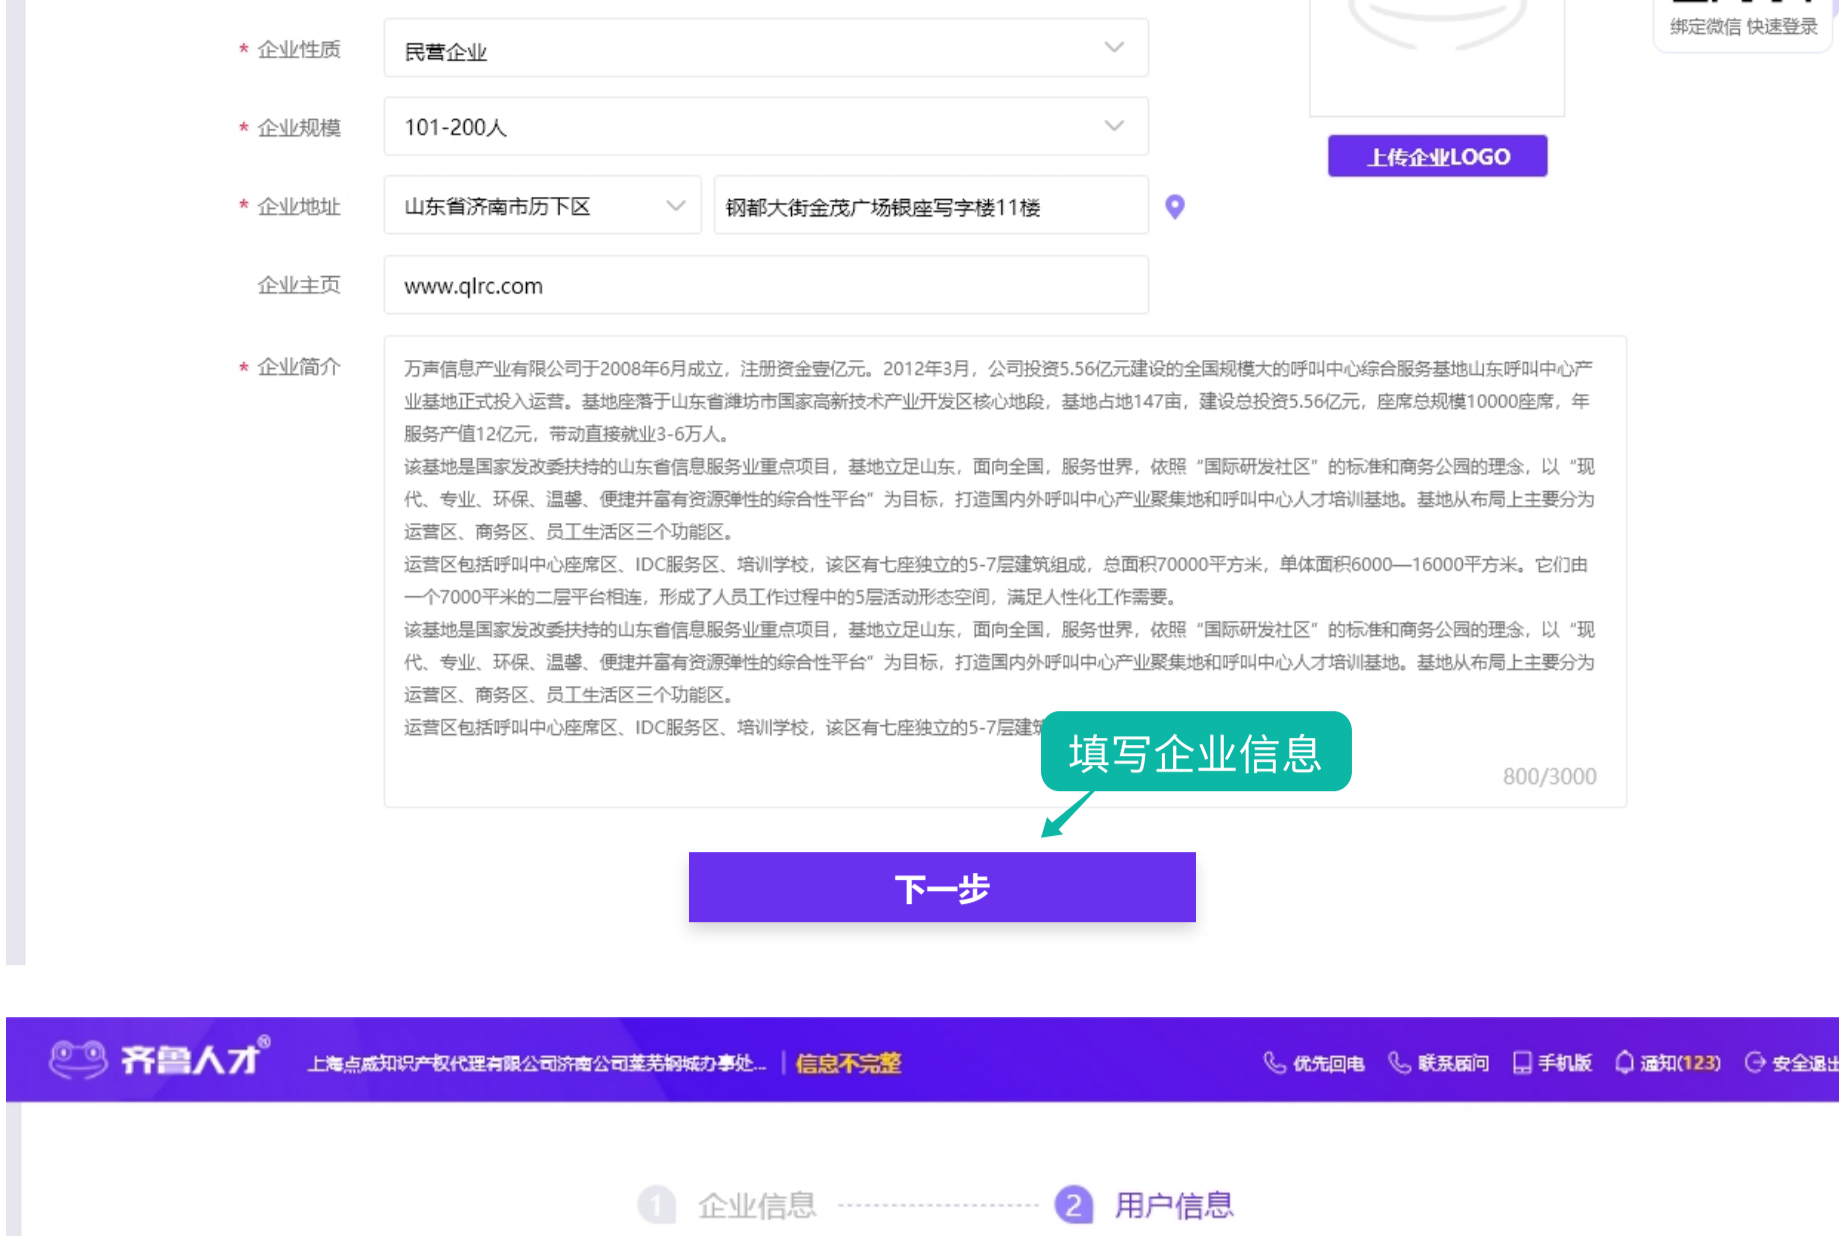 绑定微信 快速登录
* 企业性质 民营企业
* 企业规模 101-200人
上传企业LOGO
* 企业地址 山东省济南市历下区 钢都大街金茂广场银座写字楼11楼
企业主页 www.qlrc.com
* 企业简介
万声信息产业有限公司于2008年6月成立，注册资金壹亿元。2012年3月，公司投资5.56亿元建设的全国规模大的呼叫中心综合服务基地山东呼叫中心产
业基地正式投入运营。基地座落于山东省潍坊市国家高新技术产业开发区核心地段，基地占地147亩，建设总投资5.56亿元，座席总规模10000座席，年
服务产值12亿元，带动直接就业3-6万人。
该基地是国家发改委扶持的山东省信息服务业重点项目，基地立足山东，面向全国，服务世界，依照“国际研发社区”的标准和商务公园的理念，以“现
代、专业、环保、温馨、便捷并富有资源弹性的综合性平台”为目标，打造国内外呼叫中心产业聚集地和呼叫中心人才培训基地。基地从布局上主要分为
运营区、商务区、员工生活区三个功能区。
运营区包括呼叫中心座席区、IDC服务区、培训学校，该区有七座独立的5-7层建筑组成，总面积70000平方米，单体面积6000—16000平方米。它们由
一个7000平米的二层平台相连，形成了人员工作过程中的5层活动形态空间，满足人性化工作需要。
该基地是国家发改委扶持的山东省信息服务业重点项目，基地立足山东，面向全国，服务世界，依照“国际研发社区”的标准和商务公园的理念，以“现
代、专业、环保、温馨、便捷并富有资源弹性的综合性平台”为目标，打造国内外呼叫中心产业聚集地和呼叫中心人才培训基地。基地从布局上主要分为
运营区、商务区、员工生活区三个功能区。
运营区包括呼叫中心座席区、IDC服务区、培训学校，该区有七座独立的5-7层建
填写企业信息
800/3000
下一步
齐鲁人才® 上海点威知识产权代理有限公司济南公司莱芜钢城办事处... | 信息不完整 优先回电 联系顾问 手机版 通知(123) 安全退出
1 企业信息 2 用户信息